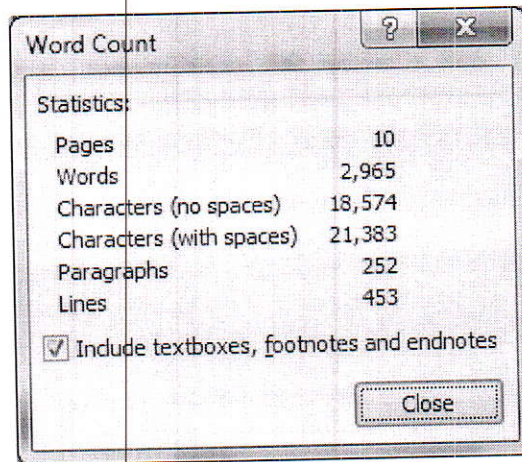 Word Count
Statistics:
Pages 10
Words 2,965
Characters (no spaces) 18,574
Characters (with spaces) 21,383
Paragraphs 252
Lines 453
Include textboxes, footnotes and endnotes
Close